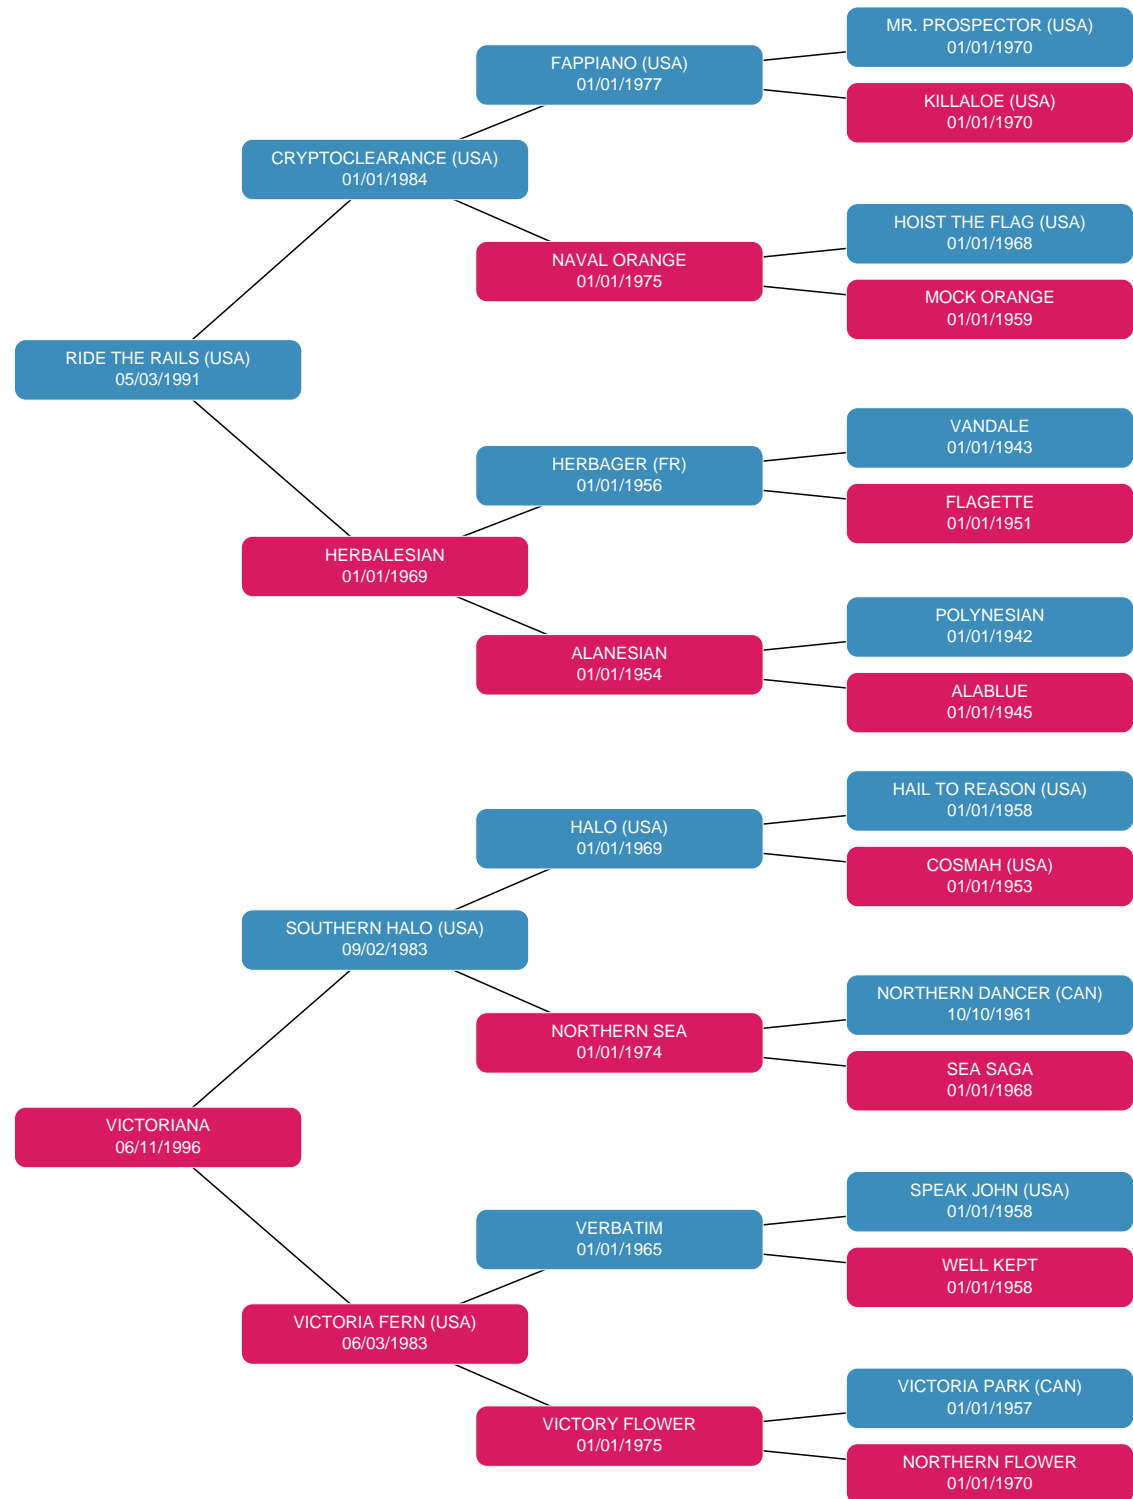 MR. PROSPECTOR (USA)
01/01/1970
FAPPIANO (USA)
01/01/1977
KILLALOE (USA)
01/01/1970
CRYPTOCLEARANCE (USA)
01/01/1984
HOIST THE FLAG (USA)
01/01/1968
NAVAL ORANGE
01/01/1975
MOCK ORANGE
01/01/1959
RIDE THE RAILS (USA)
05/03/1991
VANDALE
01/01/1943
HERBAGER (FR)
01/01/1956
FLAGETTE
01/01/1951
HERBALESIAN
01/01/1969
POLYNESIAN
01/01/1942
ALANESIAN
01/01/1954
ALABLUE
01/01/1945
HAIL TO REASON (USA)
01/01/1958
HALO (USA)
01/01/1969
COSMAH (USA)
01/01/1953
SOUTHERN HALO (USA)
09/02/1983
NORTHERN DANCER (CAN)
10/10/1961
NORTHERN SEA
01/01/1974
SEA SAGA
01/01/1968
VICTORIANA
06/11/1996
SPEAK JOHN (USA)
01/01/1958
VERBATIM
01/01/1965
WELL KEPT
01/01/1958
VICTORIA FERN (USA)
06/03/1983
VICTORIA PARK (CAN)
01/01/1957
VICTORY FLOWER
01/01/1975
NORTHERN FLOWER
01/01/1970